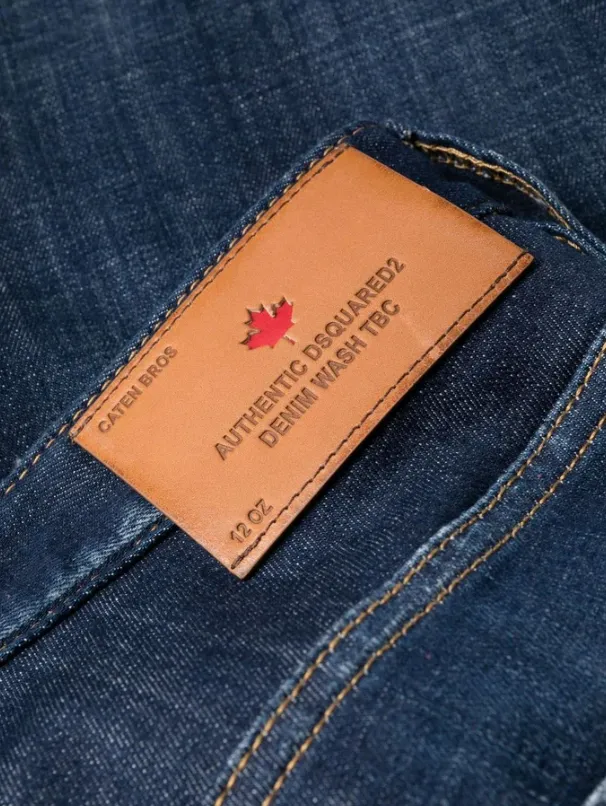 CATEN BROS
AUTHENTIC DSQUARED2
DENIM WASH TBC
12 OZ